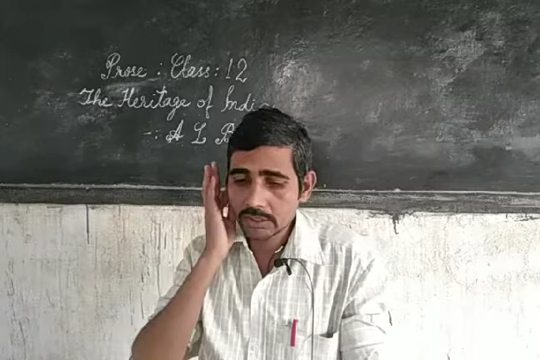 Prose : Class : 12
The Heritage of Indi
-: A L B